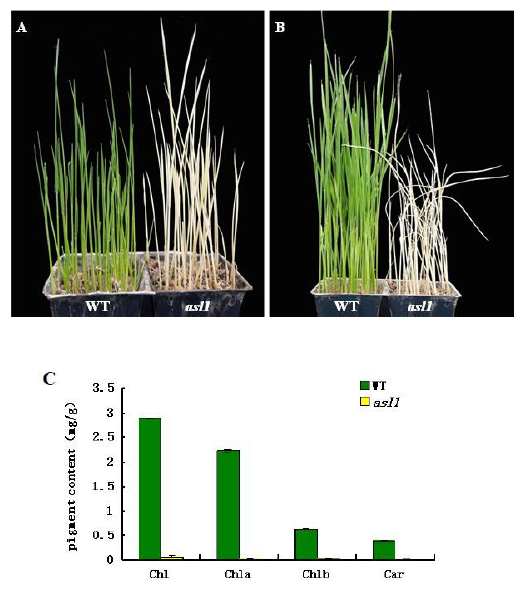 A
B
WT
asl1
WT
asl1
C
pigment content (mg/g)
3.5
3
2.5
2
1.5
1
0.5
0
WT
asl1
Chl
Chla
Chlb
Car